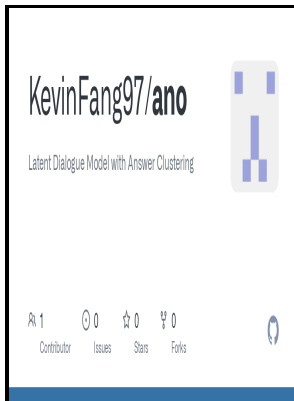 KevinFang97/ano
Latent Dialogue Model with Answer Clustering
1 0 0 0
Contributor Issues Stars Forks